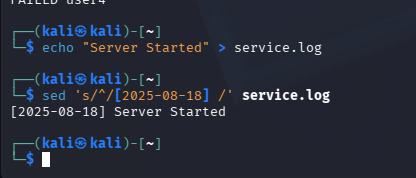 FAILED user4
┌──(kali㉿kali)-[~]
└─$ echo "Server Started" > service.log
┌──(kali㉿kali)-[~]
└─$ sed 's/^/[2025-08-18] /' service.log
[2025-08-18] Server Started
┌──(kali㉿kali)-[~]
└─$